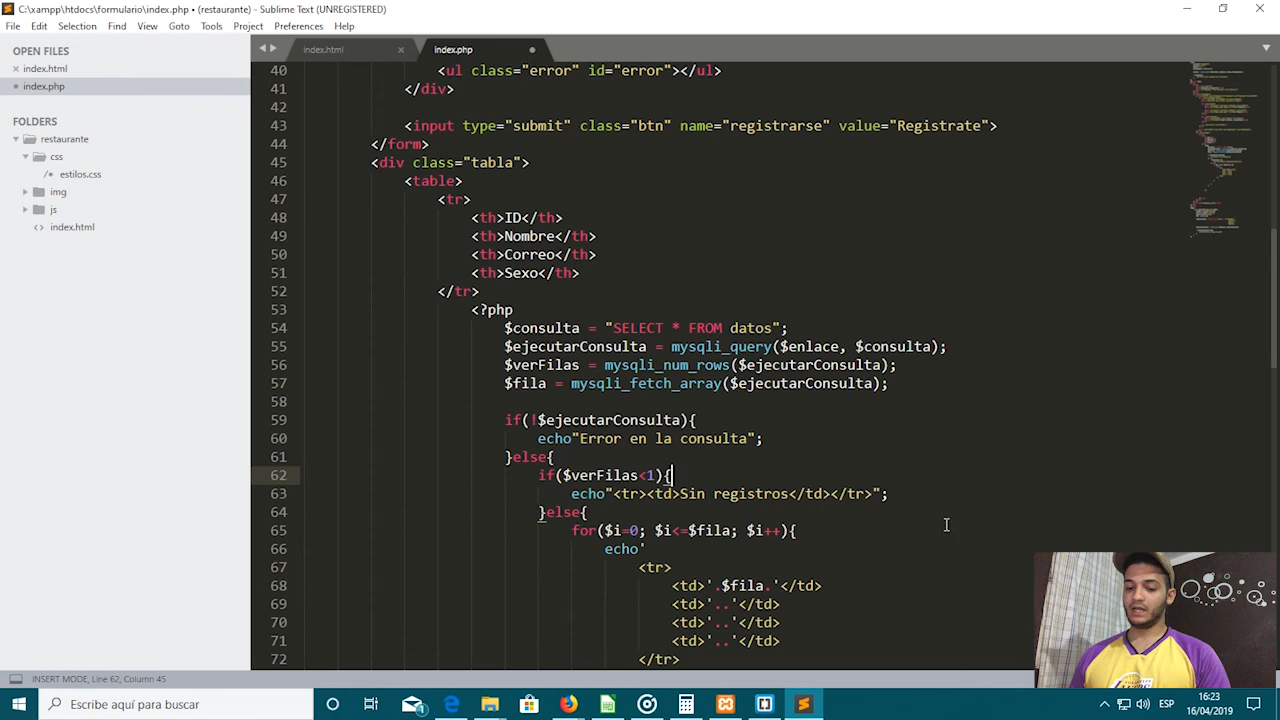 C:\xampp\htdocs\formulario\index.php • (restaurante) - Sublime Text (UNREGISTERED)
File Edit Selection Find View Goto Tools Project Preferences Help
OPEN FILES
index.html
index.php
FOLDERS
restaurante
css
/* estilos.css
img
js
<> index.html
index.html
index.php
40 <ul class="error" id="error"></ul>
41 </div>
42
43 <input type="submit" class="btn" name="registrarse" value="Registrate">
44 </form>
45 <div class="tabla">
46 <table>
47 <tr>
48 <th>ID</th>
49 <th>Nombre</th>
50 <th>Correo</th>
51 <th>Sexo</th>
52 </tr>
53 <?php
54 $consulta = "SELECT * FROM datos";
55 $ejecutarConsulta = mysqli_query($enlace, $consulta);
56 $verFilas = mysqli_num_rows($ejecutarConsulta);
57 $fila = mysqli_fetch_array($ejecutarConsulta);
58
59 if(!$ejecutarConsulta){
60 echo"Error en la consulta";
61 }else{
62 if($verFilas<1){
63 echo"<tr><td>Sin registros</td></tr>";
64 }else{
65 for($i=0; $i<=$fila; $i++){
66 echo'
67 <tr>
68 <td>'.$fila.'</td>
69 <td>'..'</td>
70 <td>'..'</td>
71 <td>'..'</td>
72 </tr>
INSERT MODE, Line 62, Column 45
Escribe aquí para buscar
ESP
16:23
16/04/2019